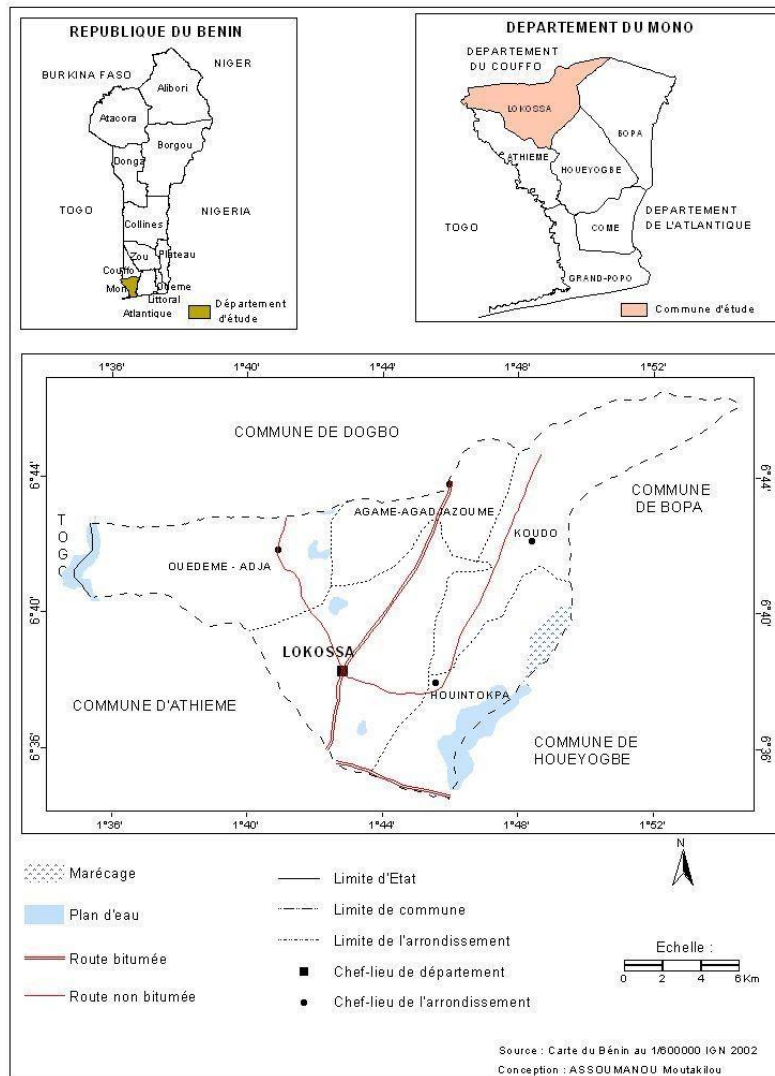 REPUBLIQUE DU BENIN
NIGER
BURKINA FASO
Alibori
Atacora
Borgou
Donga
TOGO
NIGERIA
Collines
Zou
Plateau
Couffo
Mono
Oueme
Littoral
Atlantique
Département
d'étude
DEPARTEMENT DU MONO
DEPARTEMENT
DU COUFFO
LOKOSSA
BOPA
ATHIEME
HOUEYOGBE
TOGO
COME
DEPARTEMENT
DE L'ATLANTIQUE
GRAND-POPO
Commune d'étude
1°36' 1°40' 1°44' 1°48' 1°52'
COMMUNE DE DOGBO
6°44' 6°44'
COMMUNE
DE BOPA
AGAME-AGADJAZOUME
TOGO
KOUDO
OUEDEME - ADJA
6°40' 6°40'
LOKOSSA
COMMUNE D'ATHIEME
HOUINTOKPA
COMMUNE DE
HOUEYOGBE
6°36' 6°36'
1°36' 1°40' 1°44' 1°48' 1°52'
Marécage
Plan d'eau
Route bitumée
Route non bitumée
Limite d'Etat
Limite de commune
Limite de l'arrondissement
Chef-lieu de département
Chef-lieu de l'arrondissement
N
Echelle :
0 2 4 6 Km
Source : Carte du Bénin au 1/600000 IGN 2002
Conception : ASSOUMANOU Moutakilou